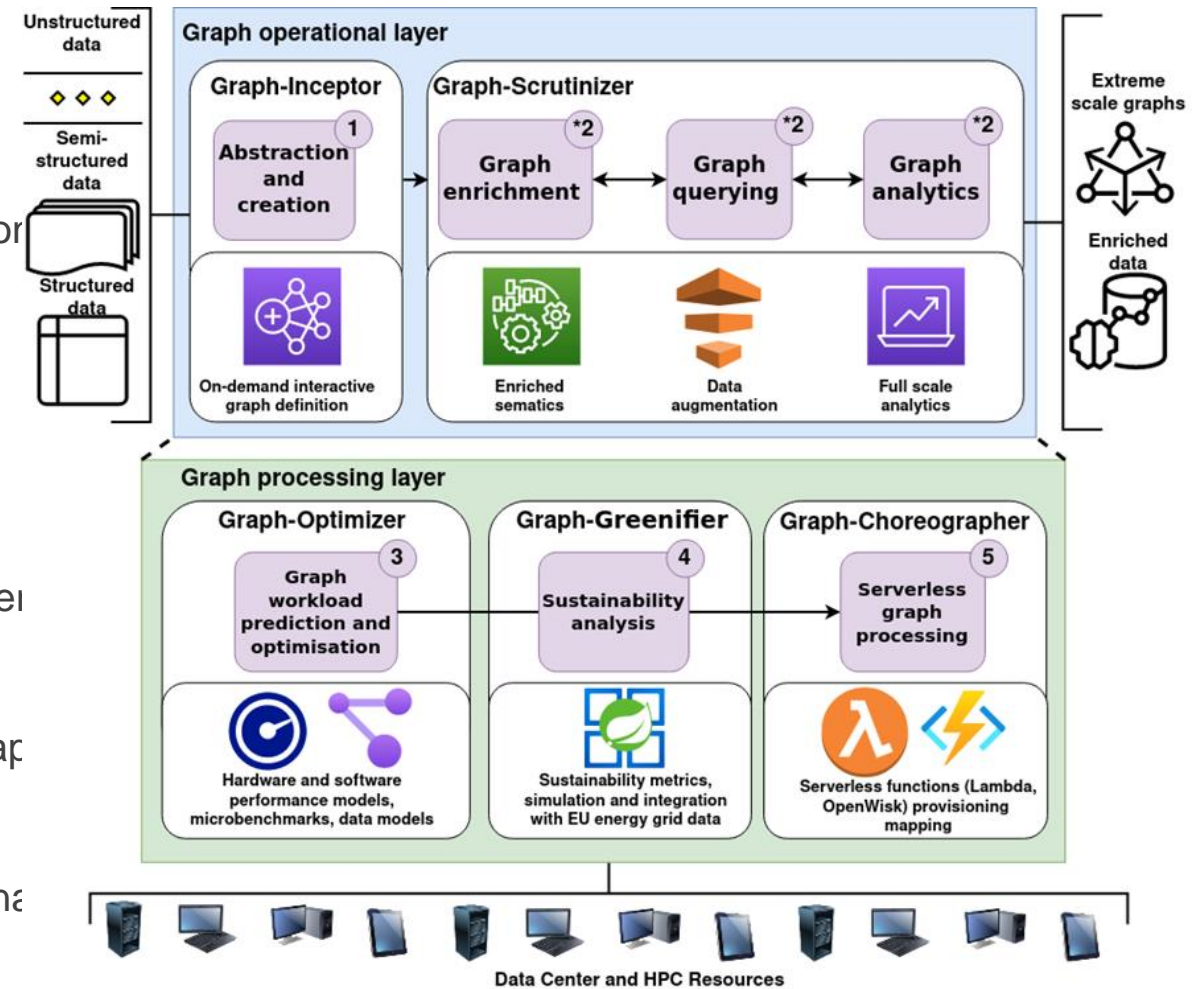 Unstructured
data
Semi-
structured
data
Structured
data
Graph operational layer
Graph-Inceptor
1
Abstraction
and
creation
On-demand interactive
graph definition
Graph-Scrutinizer
*2
Graph
enrichment
*2
Graph
querying
*2
Graph
analytics
Enriched
sematics
Data
augmentation
Full scale
analytics
Extreme
scale graphs
Enriched
data
Graph processing layer
Graph-Optimizer
3
Graph
workload
prediction and
optimisation
Hardware and software
performance models,
microbenchmarks, data models
Graph-Greenifier
4
Sustainability
analysis
Sustainability metrics,
simulation and integration
with EU energy grid data
Graph-Choreographer
5
Serverless
graph
processing
λ
Serverless functions (Lambda,
OpenWisk) provisioning
mapping
Data Center and HPC Resources